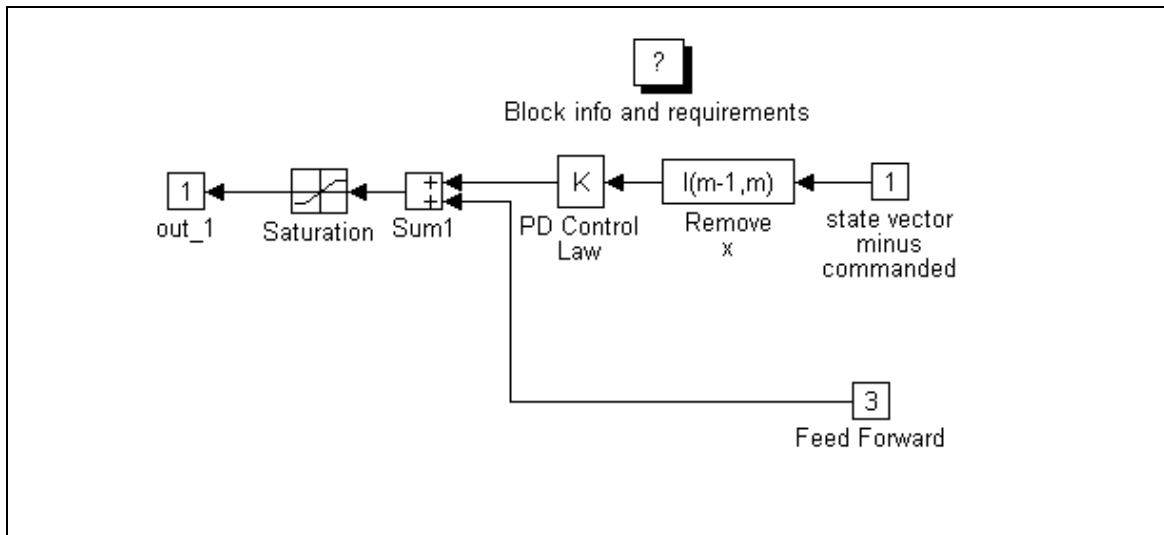 ?
Block info and requirements
1
out_1
Saturation
+
+
Sum1
K
PD Control
Law
I(m-1,m)
Remove
x
1
state vector
minus
commanded
3
Feed Forward